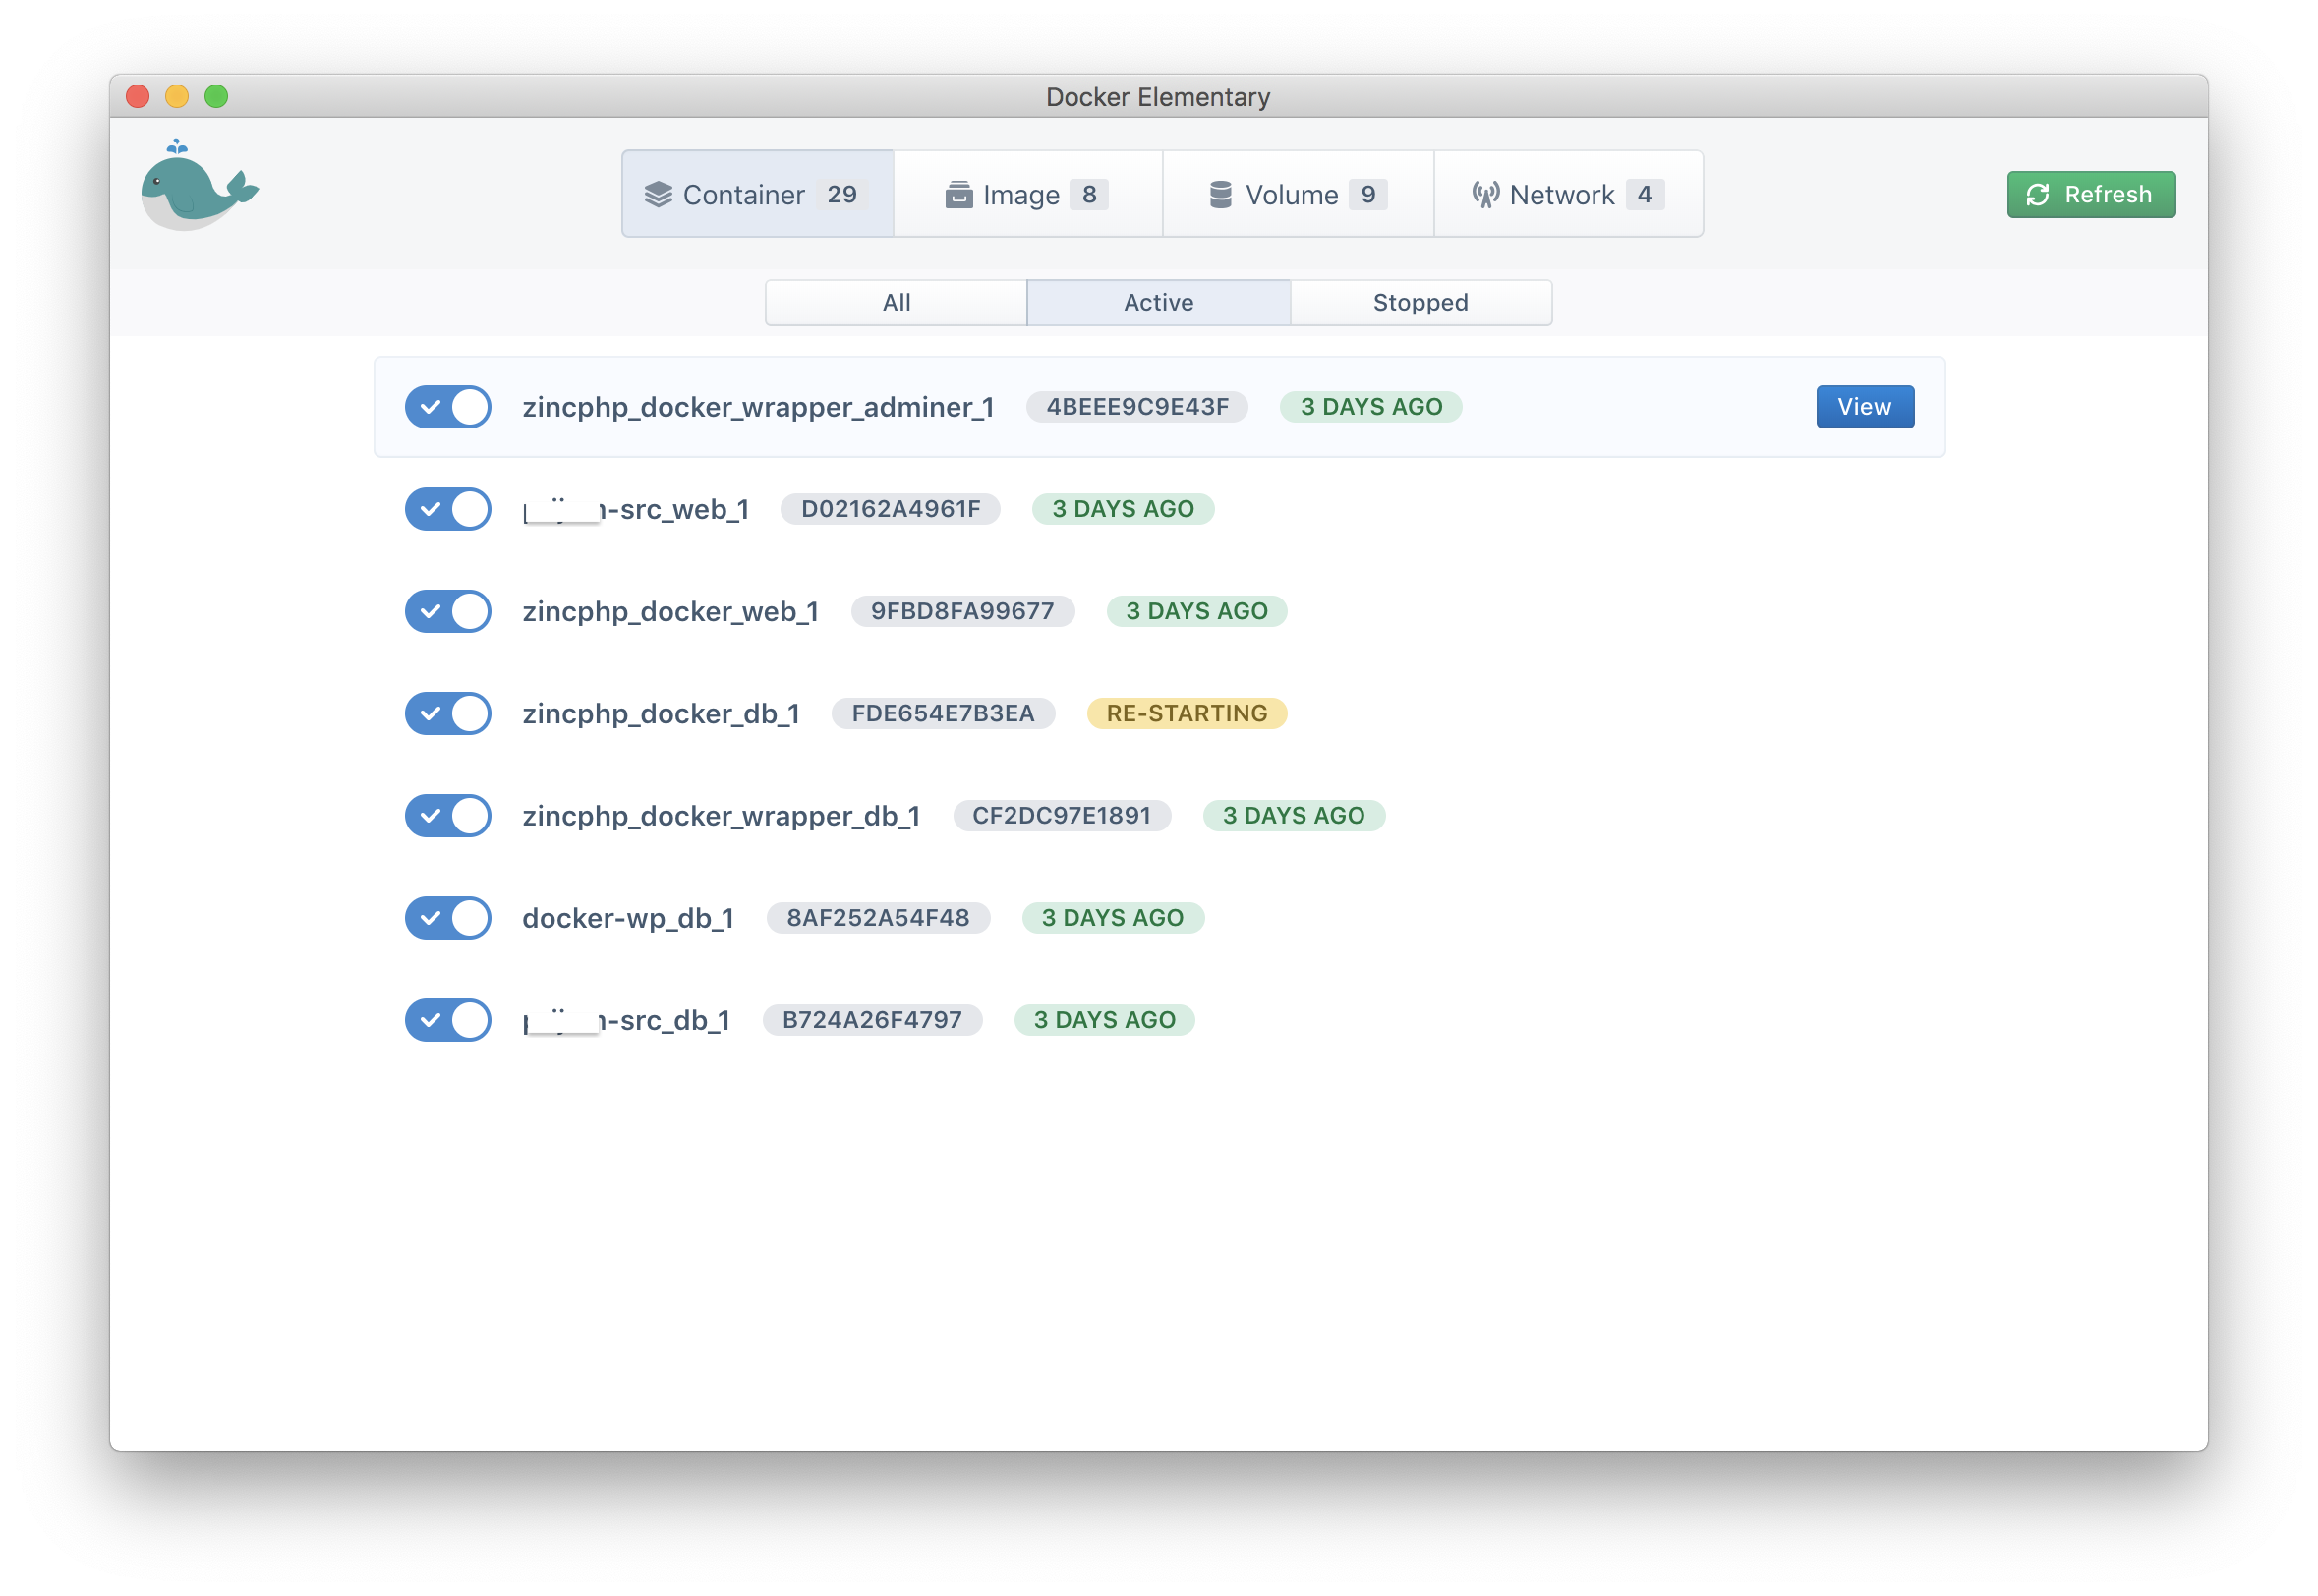 Docker Elementary
Container 29 Image 8 Volume 9 Network 4 Refresh
All Active Stopped
zincphp_docker_wrapper_adminer_1 4BEEE9C9E43F 3 DAYS AGO View
-src_web_1 D02162A4961F 3 DAYS AGO
zincphp_docker_web_1 9FBD8FA99677 3 DAYS AGO
zincphp_docker_db_1 FDE654E7B3EA RE-STARTING
zincphp_docker_wrapper_db_1 CF2DC97E1891 3 DAYS AGO
docker-wp_db_1 8AF252A54F48 3 DAYS AGO
-src_db_1 B724A26F4797 3 DAYS AGO